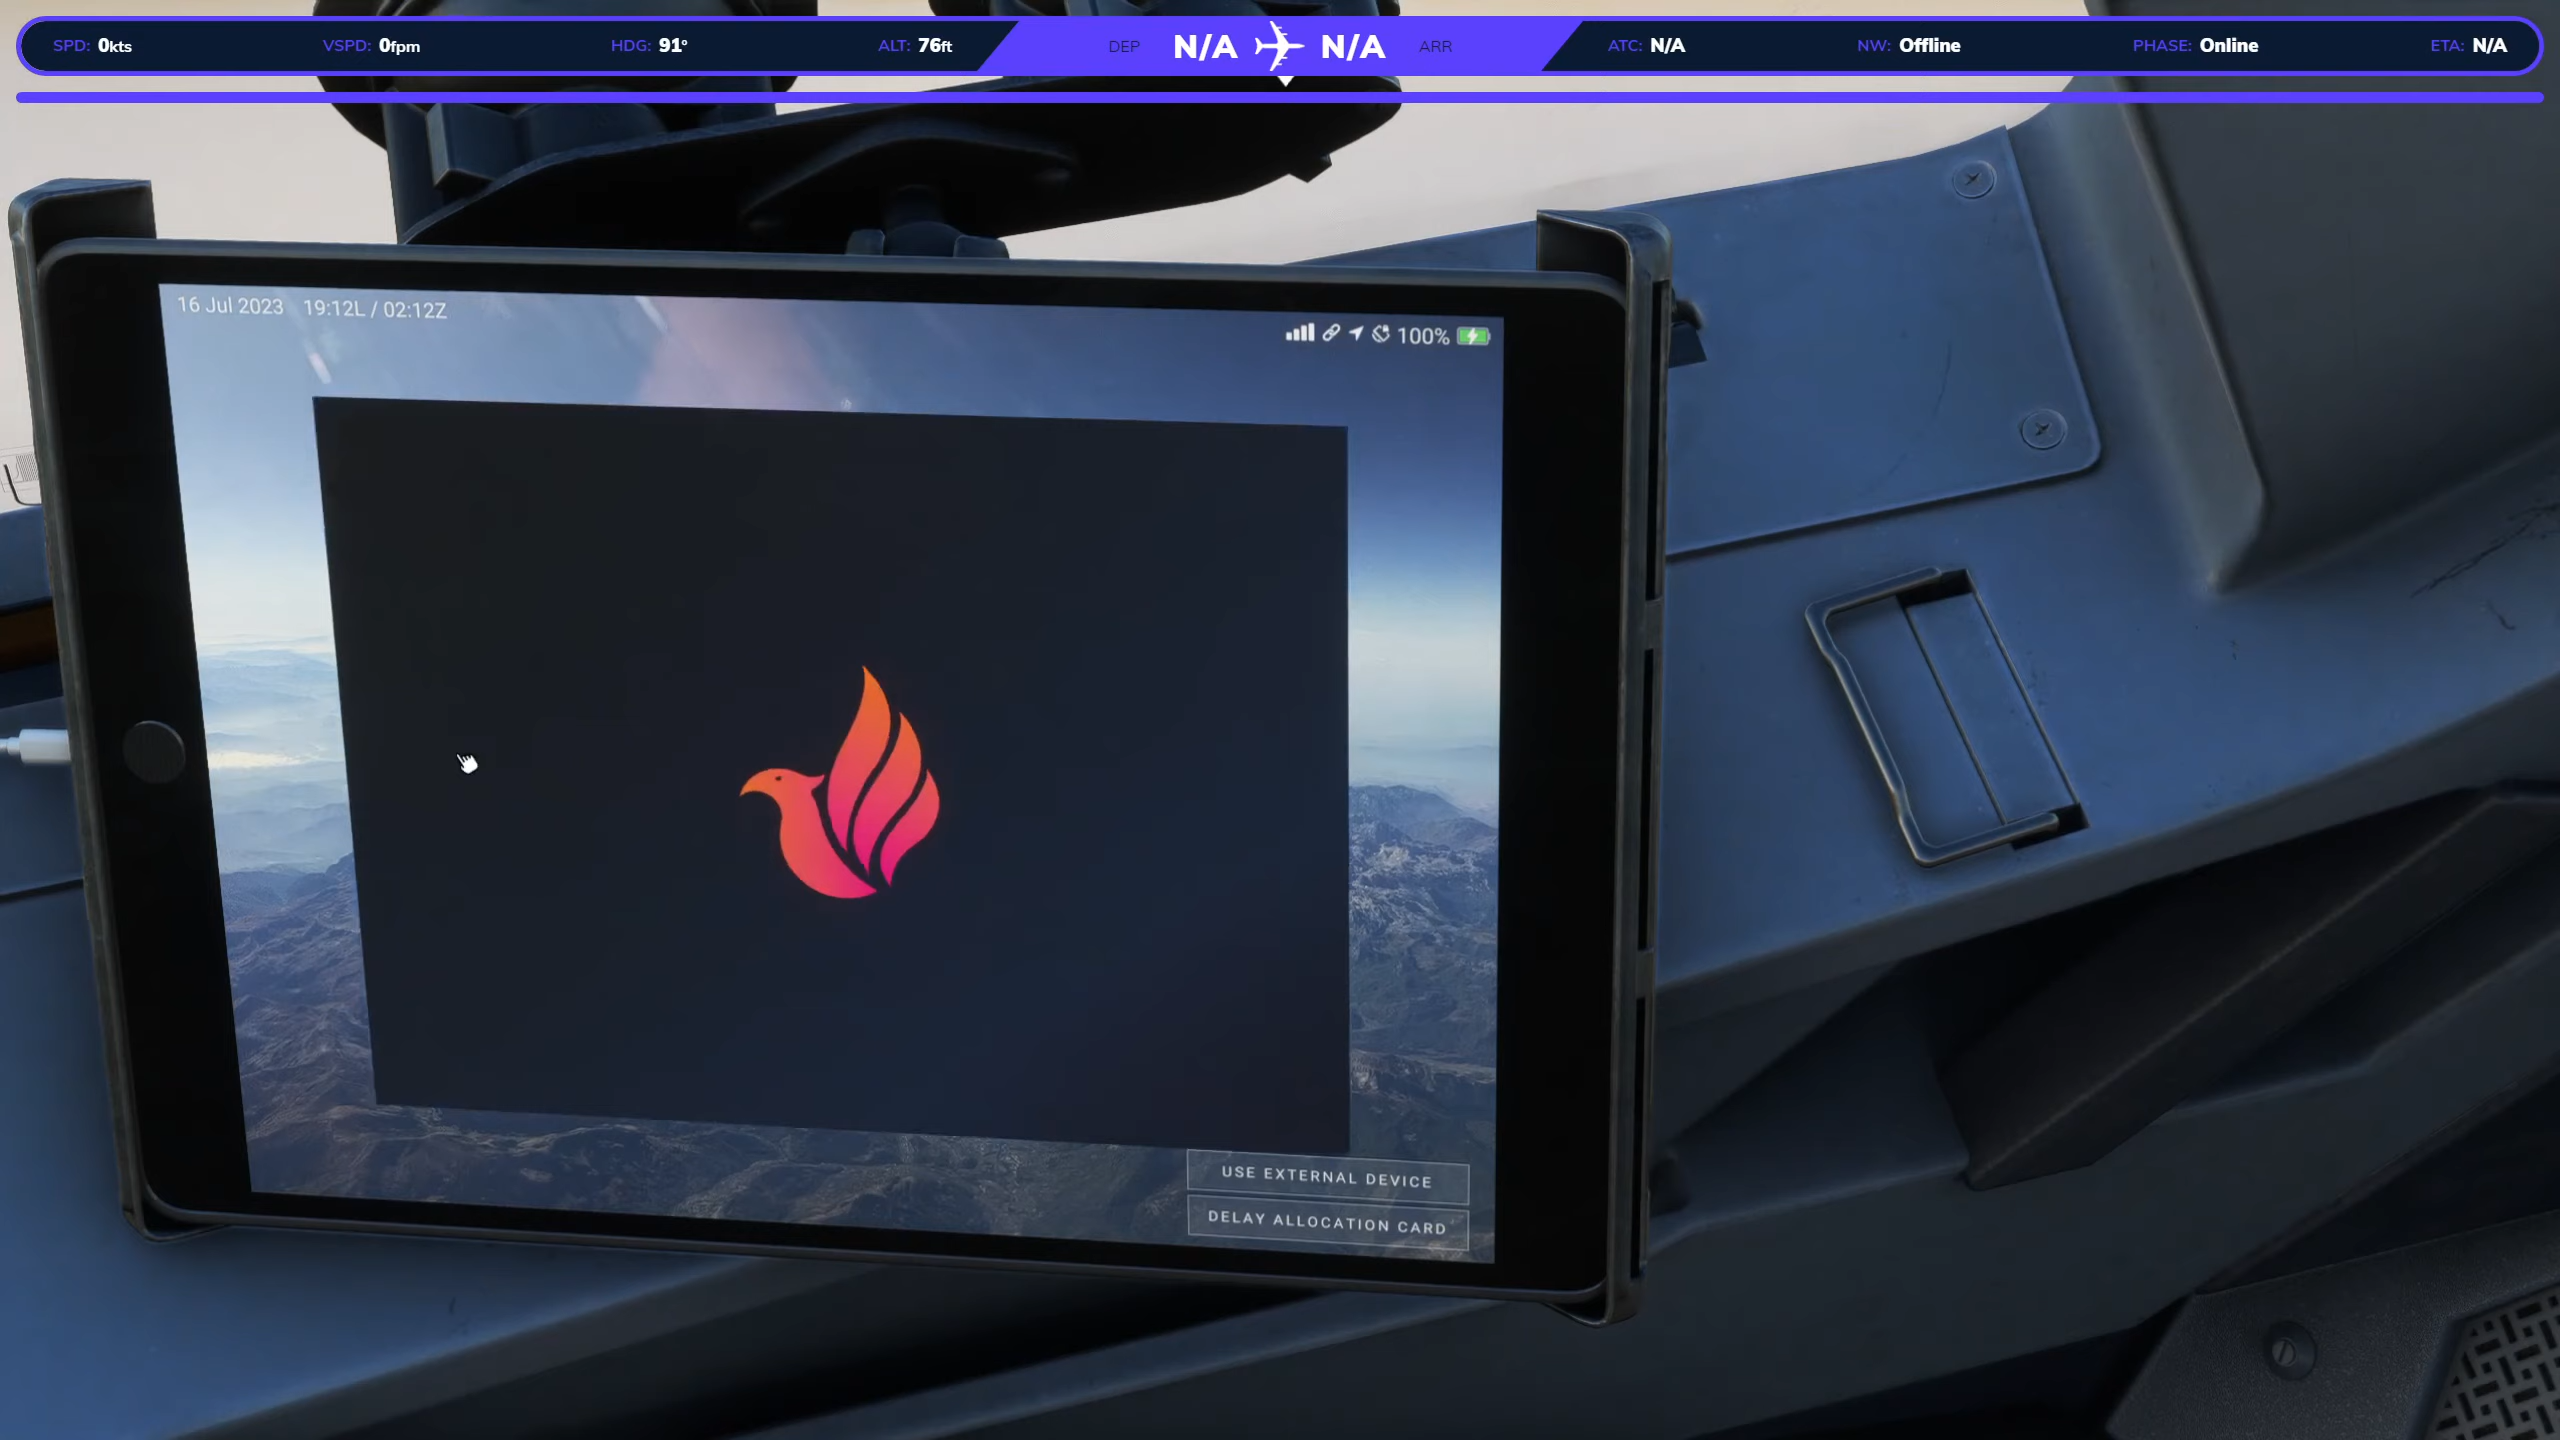 SPD: 0kts VSPD: 0fpm HDG: 91° ALT: 76ft DEP N/A N/A ARR ATC: N/A NW: Offline PHASE: Online ETA: N/A
16 Jul 2023 19:12L / 02:12Z
100%
USE EXTERNAL DEVICE
DELAY ALLOCATION CARD